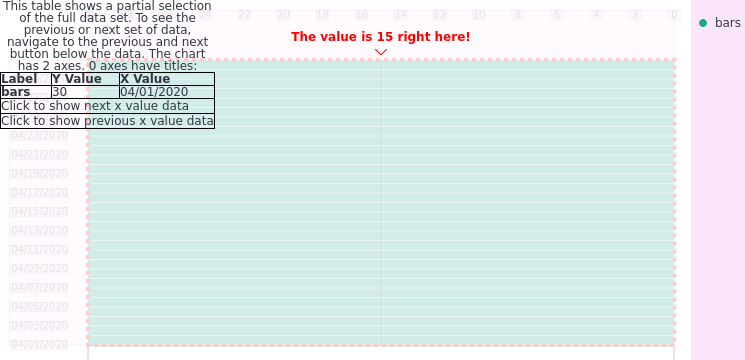 This table shows a partial selection
of the full data set. To see the
previous or next set of data,
navigate to the previous and next
button below the data. The chart
has 2 axes. 0 axes have titles:
Label Y Value X Value
bars 30 04/01/2020
Click to show next x value data
Click to show previous x value data
24 22 20 18 16 14 12 10 8 6 4 2 0
The value is 15 right here!
bars
04/23/2020
04/21/2020
04/19/2020
04/17/2020
04/15/2020
04/13/2020
04/11/2020
04/09/2020
04/07/2020
04/05/2020
04/03/2020
04/01/2020